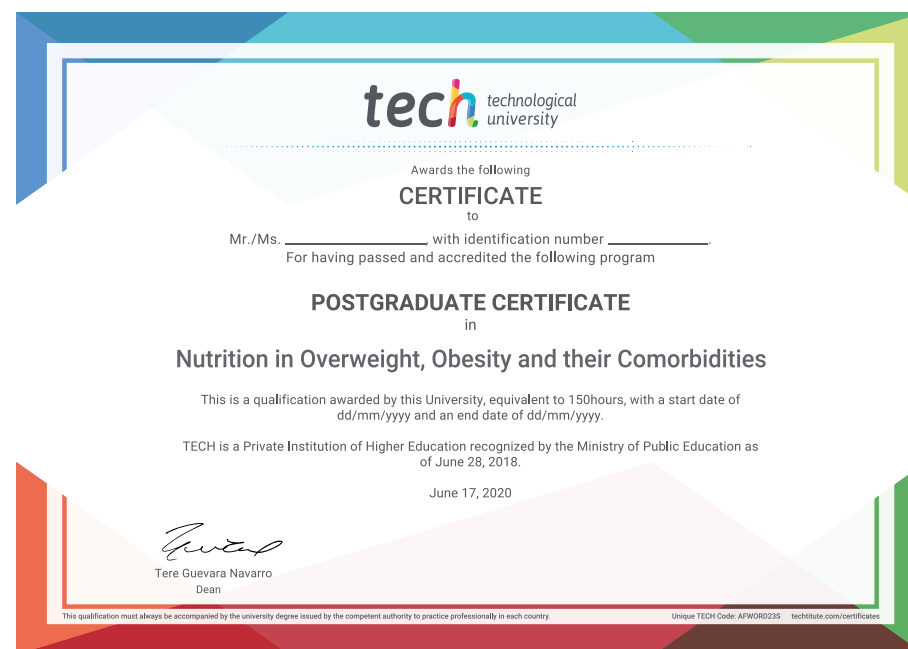 tech technological
university
Awards the following
CERTIFICATE
to
Mr./Ms. ____________________, with identification number ______________.
For having passed and accredited the following program
POSTGRADUATE CERTIFICATE
in
Nutrition in Overweight, Obesity and their Comorbidities
This is a qualification awarded by this University, equivalent to 150hours, with a start date of
dd/mm/yyyy and an end date of dd/mm/yyyy.
TECH is a Private Institution of Higher Education recognized by the Ministry of Public Education as
of June 28, 2018.
June 17, 2020
Tere Guevara Navarro
Dean
This qualification must always be accompanied by the university degree issued by the competent authority to practice professionally in each country. Unique TECH Code: AFWORD23S techtitute.com/certificates